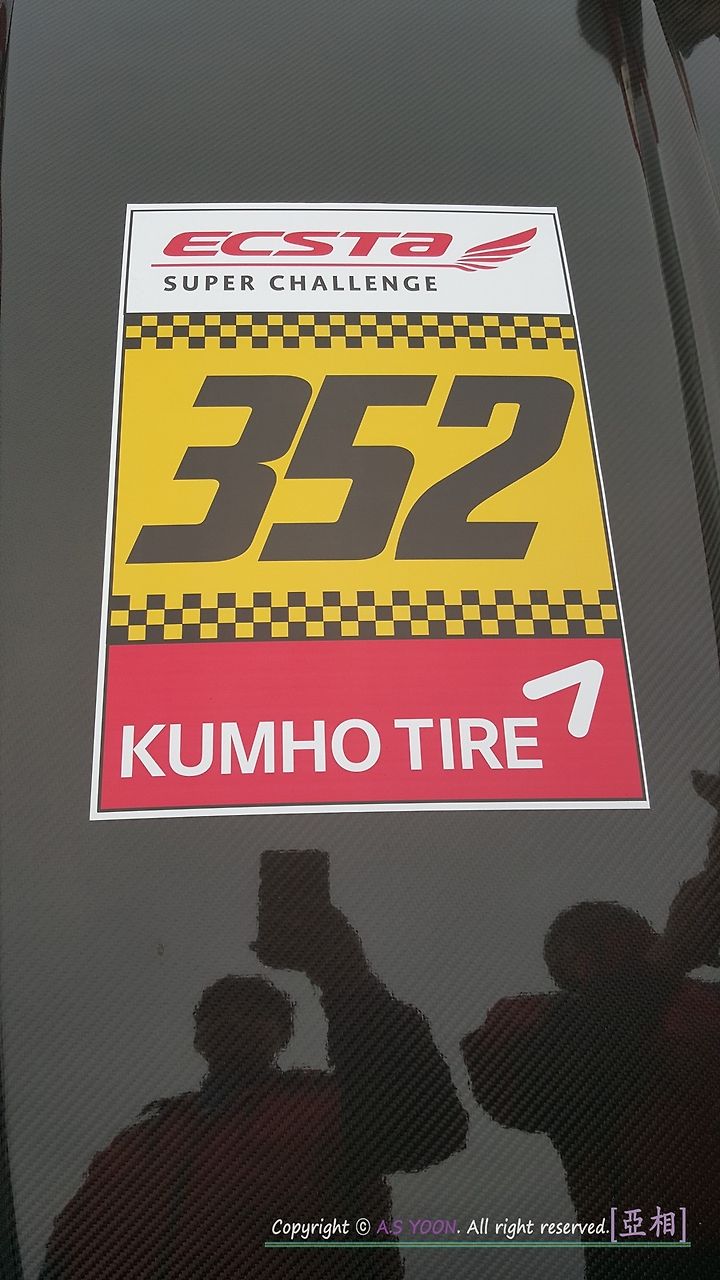 ECSTA
SUPER CHALLENGE
352
KUMHO TIRE
Copyright © A.S YOON. All right reserved.[亞相]